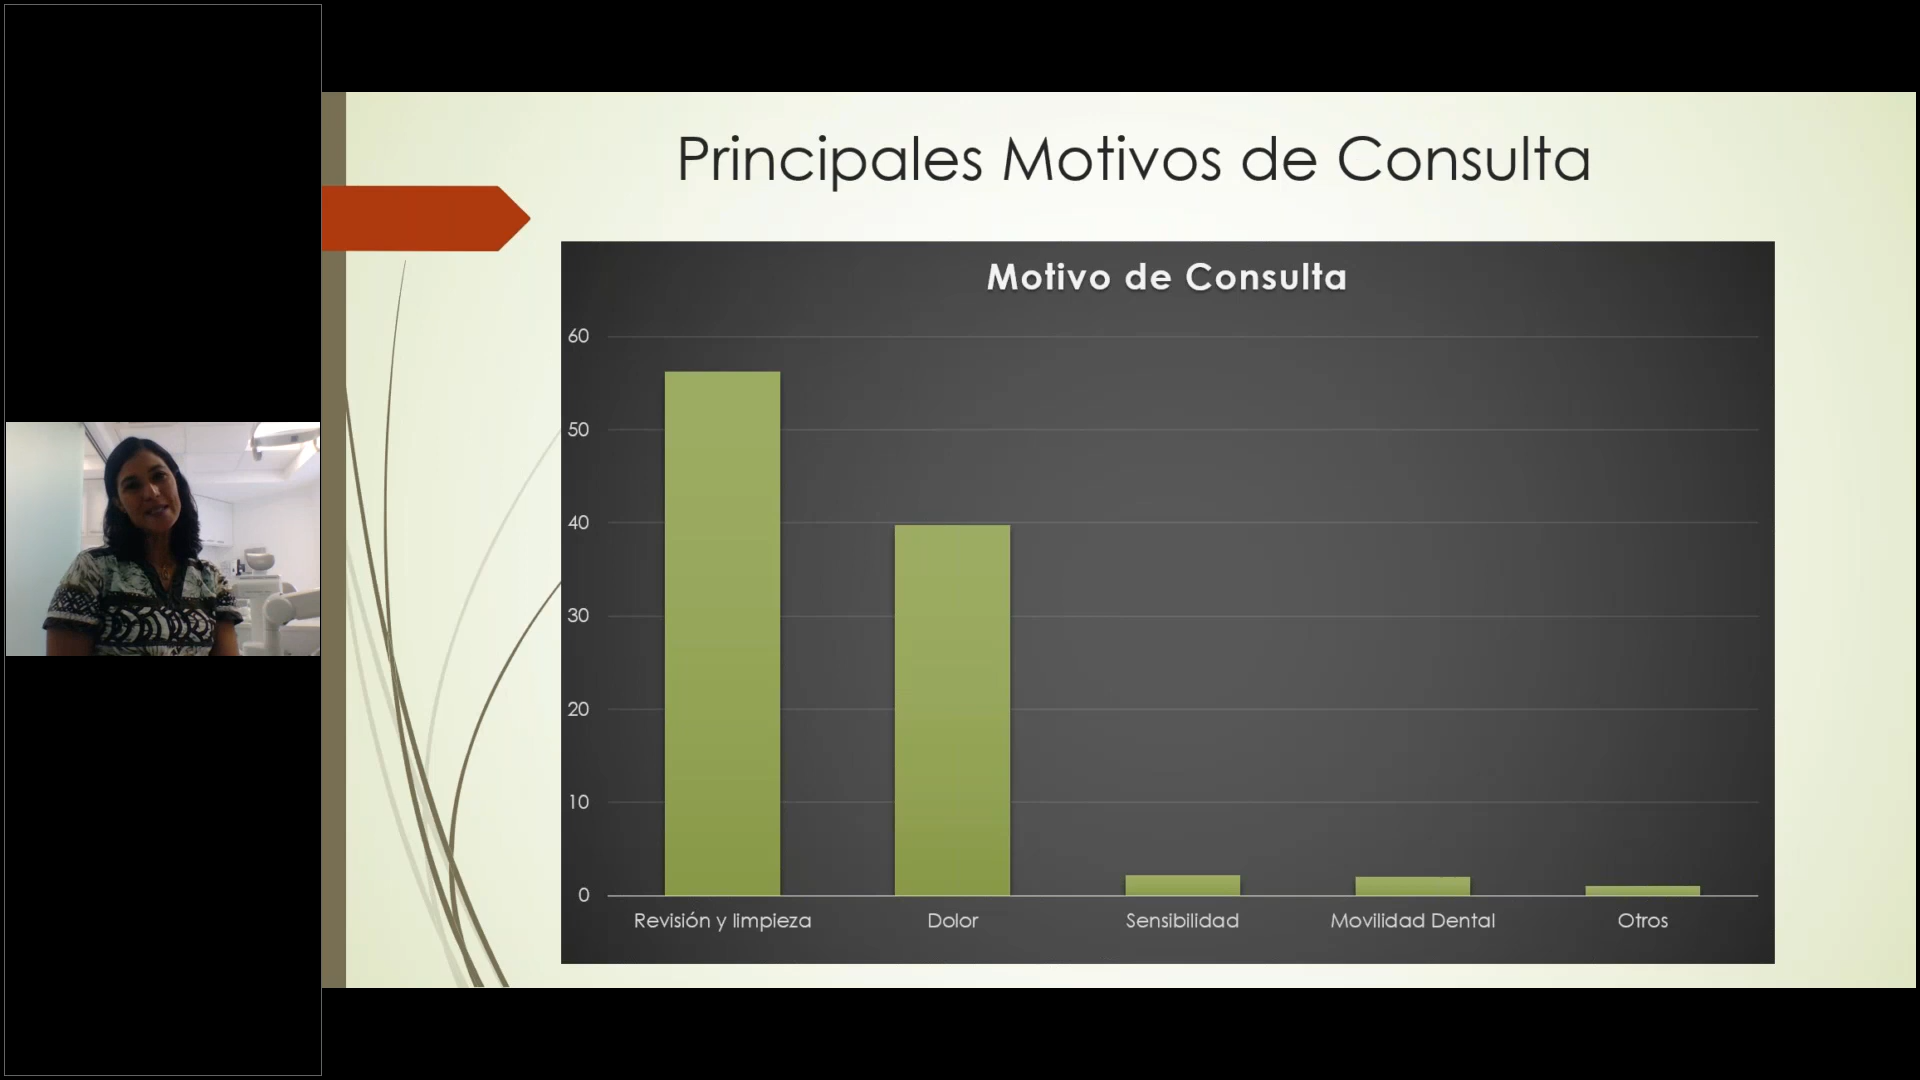 Principales Motivos de Consulta
Motivo de Consulta
60
50
40
30
20
10
0
Revisión y limpieza
Dolor
Sensibilidad
Movilidad Dental
Otros